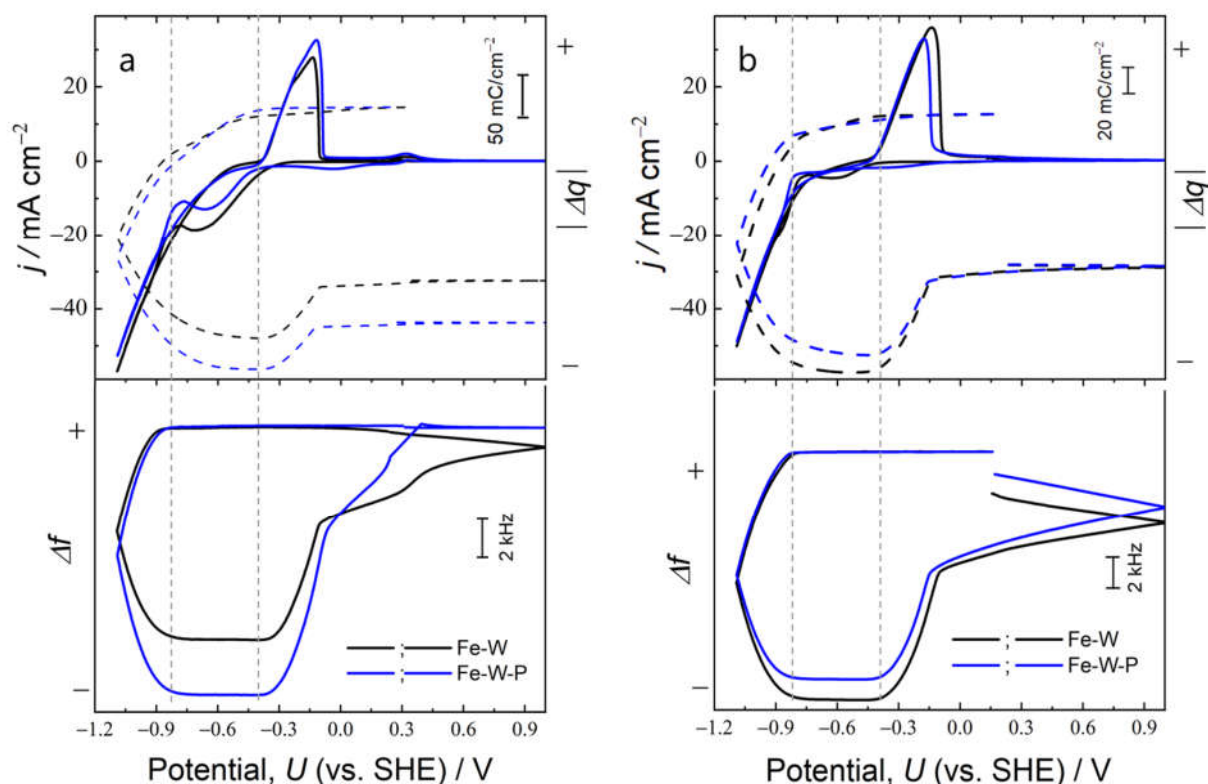 a
20
0
−20
−40
j / mA cm⁻²
50 mC/cm⁻²
+
| Δq |
−
+
Δf
−
2 kHz
; Fe-W
; Fe-W-P
−1.2 −0.9 −0.6 −0.3 0.0 0.3 0.6 0.9
Potential, U (vs. SHE) / V
b
20
0
−20
−40
j / mA cm⁻²
20 mC/cm⁻²
+
| Δq |
−
+
Δf
−
2 kHz
; Fe-W
; Fe-W-P
−1.2 −0.9 −0.6 −0.3 0.0 0.3 0.6 0.9
Potential, U (vs. SHE) / V